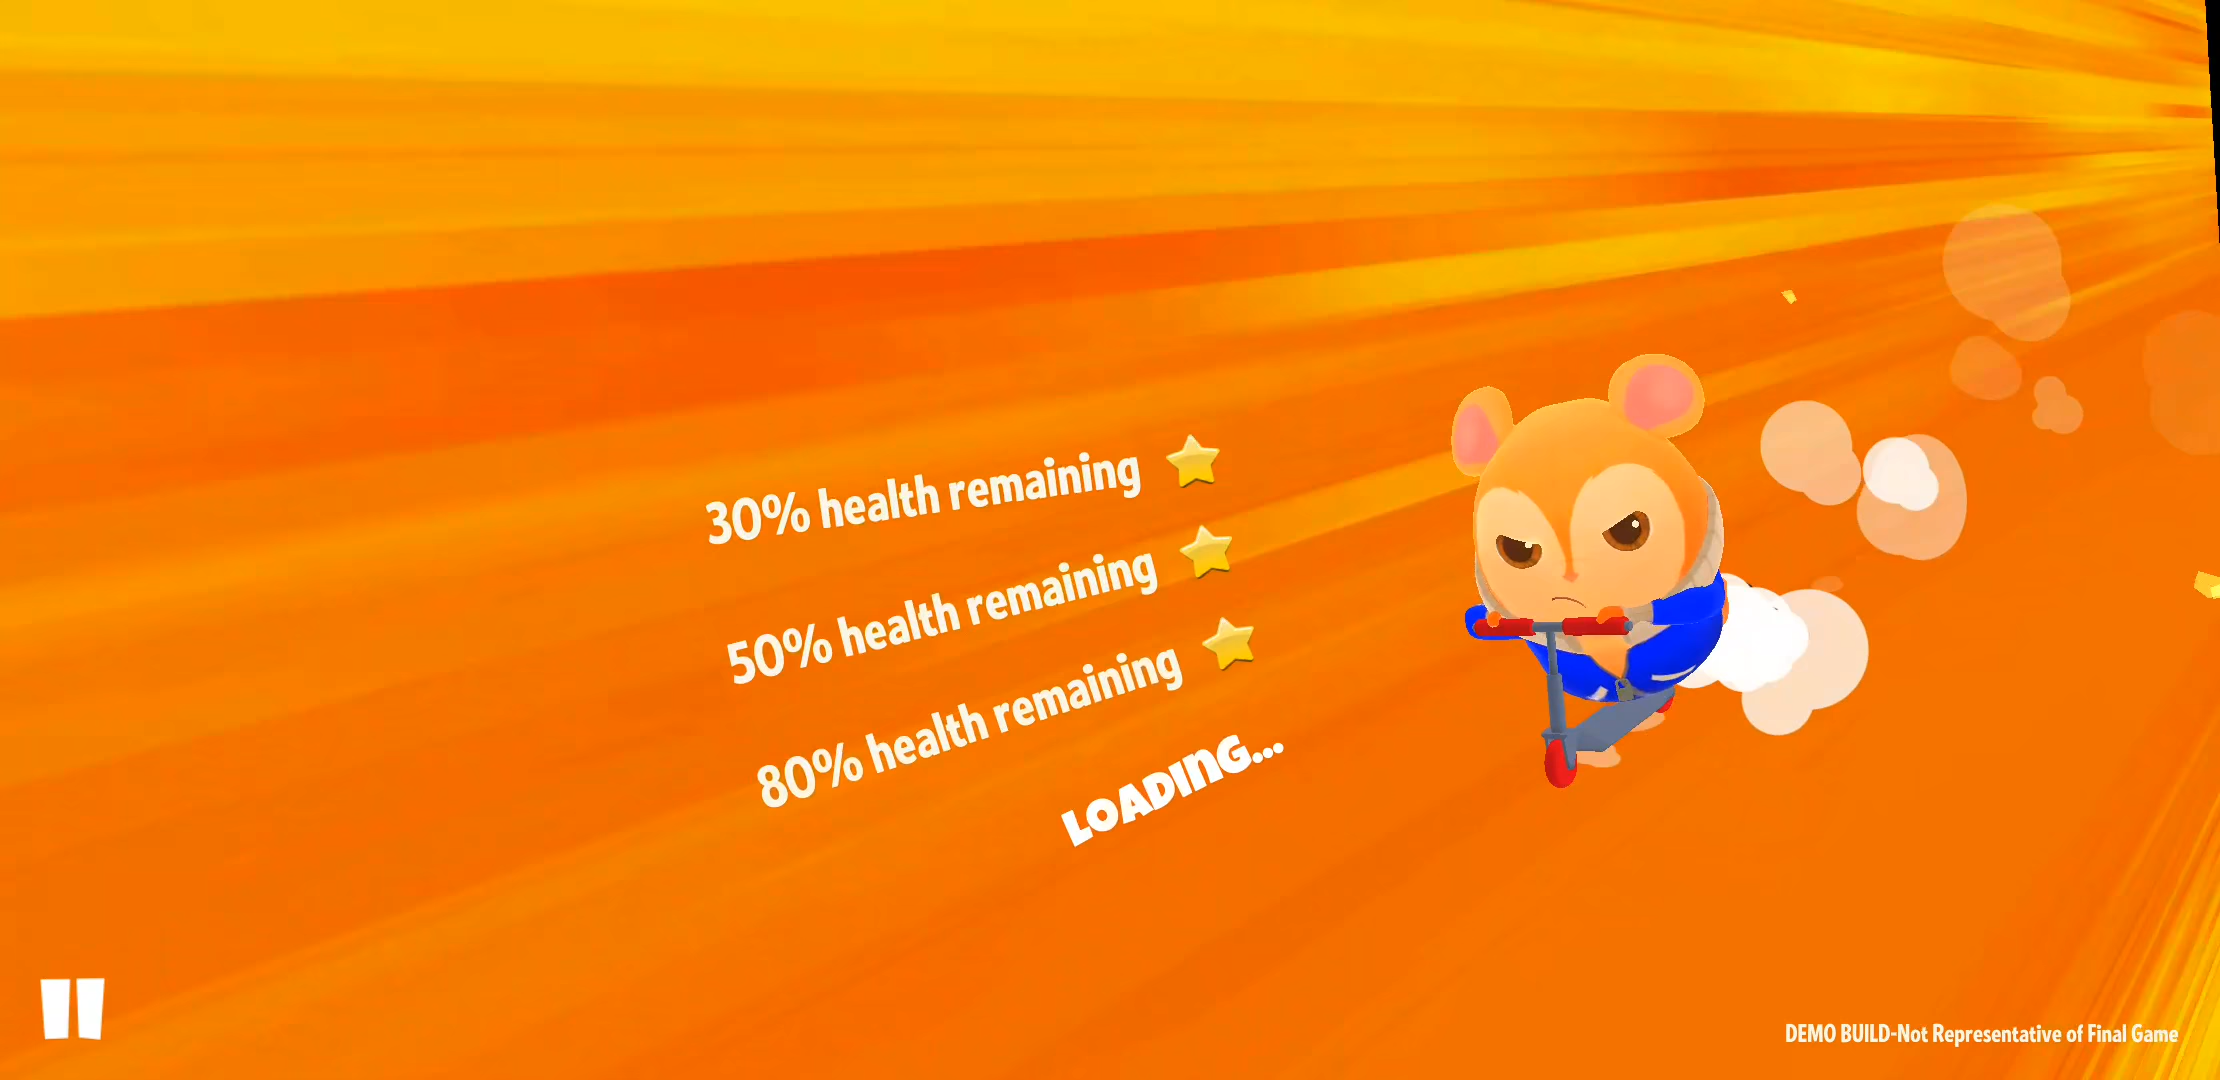 30% health remaining
50% health remaining
80% health remaining
LOADING...
DEMO BUILD-Not Representative of Final Game